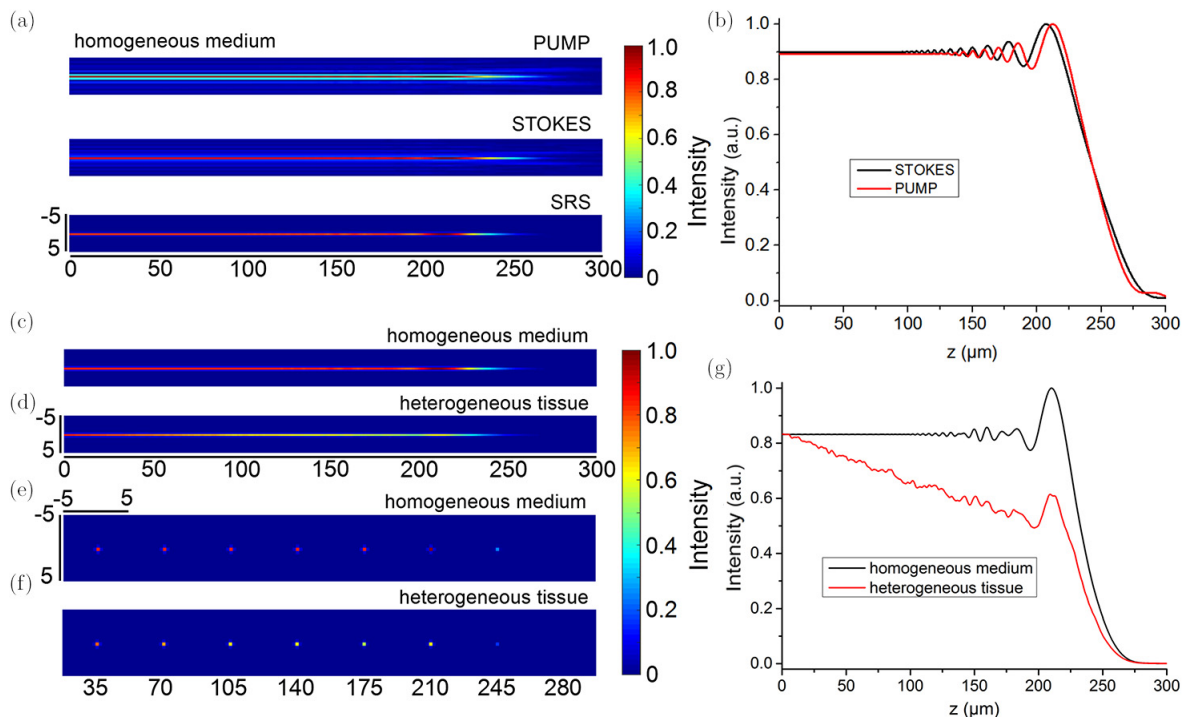 (a)
homogeneous medium
PUMP
STOKES
SRS
-5
5
0 50 100 150 200 250 300
1.0
0.8
0.6
0.4
0.2
0
Intensity
(b)
1.0
0.8
0.6
0.4
0.2
0.0
Intensity (a.u.)
STOKES
PUMP
0 50 100 150 200 250 300
z (µm)
(c)
homogeneous medium
(d)
heterogeneous tissue
-5
5
0 50 100 150 200 250 300
(e)
-5 5
homogeneous medium
-5
5
(f)
heterogeneous tissue
35 70 105 140 175 210 245 280
1.0
0.8
0.6
0.4
0.2
0
Intensity
(g)
1.0
0.8
0.6
0.4
0.2
0.0
Intensity (a.u.)
homogeneous medium
heterogeneous tissue
0 50 100 150 200 250 300
z (µm)